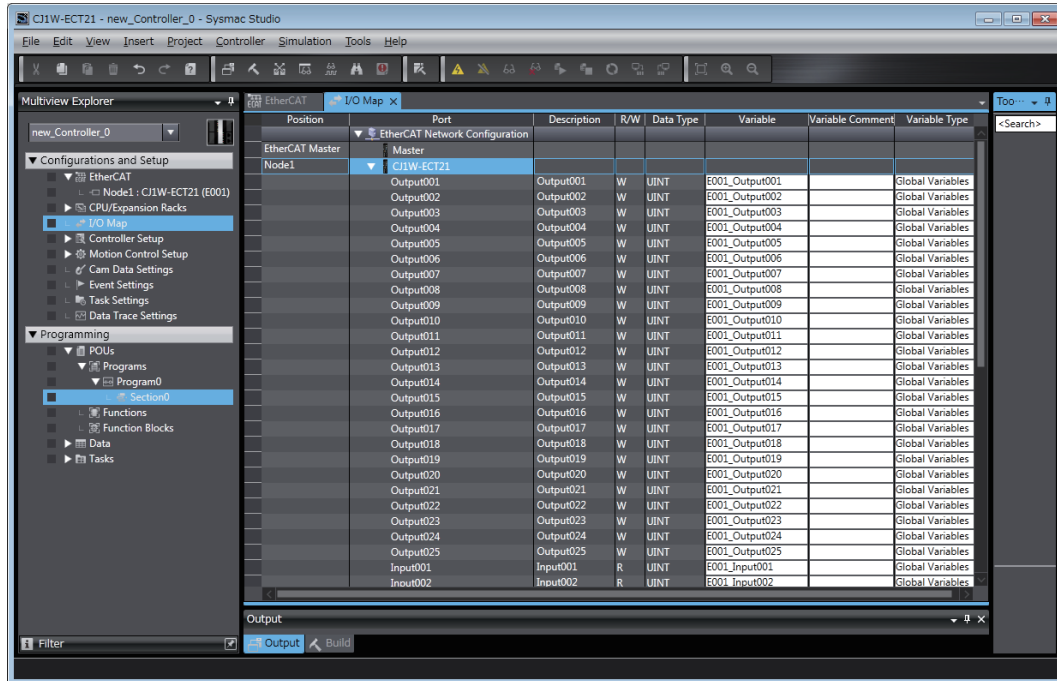 CJ1W-ECT21 - new_Controller_0 - Sysmac Studio
File Edit View Insert Project Controller Simulation Tools Help
Multiview Explorer
new_Controller_0
Configurations and Setup
EtherCAT
Node1 : CJ1W-ECT21 (E001)
CPU/Expansion Racks
I/O Map
Controller Setup
Motion Control Setup
Cam Data Settings
Event Settings
Task Settings
Data Trace Settings
Programming
POUs
Programs
Program0
Section0
Functions
Function Blocks
Data
Tasks
Filter
EtherCAT I/O Map
Position Port Description R/W Data Type Variable Variable Comment Variable Type
EtherCAT Network Configuration
EtherCAT Master Master
Node1 CJ1W-ECT21
Output001 Output001 W UINT E001_Output001 Global Variables
Output002 Output002 W UINT E001_Output002 Global Variables
Output003 Output003 W UINT E001_Output003 Global Variables
Output004 Output004 W UINT E001_Output004 Global Variables
Output005 Output005 W UINT E001_Output005 Global Variables
Output006 Output006 W UINT E001_Output006 Global Variables
Output007 Output007 W UINT E001_Output007 Global Variables
Output008 Output008 W UINT E001_Output008 Global Variables
Output009 Output009 W UINT E001_Output009 Global Variables
Output010 Output010 W UINT E001_Output010 Global Variables
Output011 Output011 W UINT E001_Output011 Global Variables
Output012 Output012 W UINT E001_Output012 Global Variables
Output013 Output013 W UINT E001_Output013 Global Variables
Output014 Output014 W UINT E001_Output014 Global Variables
Output015 Output015 W UINT E001_Output015 Global Variables
Output016 Output016 W UINT E001_Output016 Global Variables
Output017 Output017 W UINT E001_Output017 Global Variables
Output018 Output018 W UINT E001_Output018 Global Variables
Output019 Output019 W UINT E001_Output019 Global Variables
Output020 Output020 W UINT E001_Output020 Global Variables
Output021 Output021 W UINT E001_Output021 Global Variables
Output022 Output022 W UINT E001_Output022 Global Variables
Output023 Output023 W UINT E001_Output023 Global Variables
Output024 Output024 W UINT E001_Output024 Global Variables
Output025 Output025 W UINT E001_Output025 Global Variables
Input001 Input001 R UINT E001_Input001 Global Variables
Input002 Input002 R UINT E001_Input002 Global Variables
Output
Output Build
Too···
<Search>